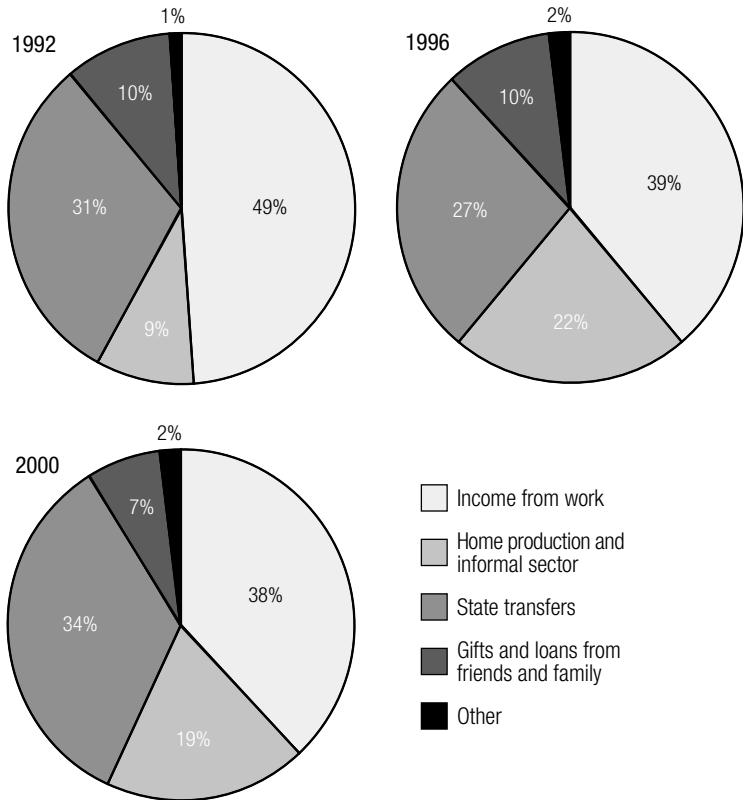 1992
1%
10%
31%
49%
9%
1996
2%
10%
39%
27%
22%
2000
2%
7%
38%
34%
19%
Income from work
Home production and
informal sector
State transfers
Gifts and loans from
friends and family
Other